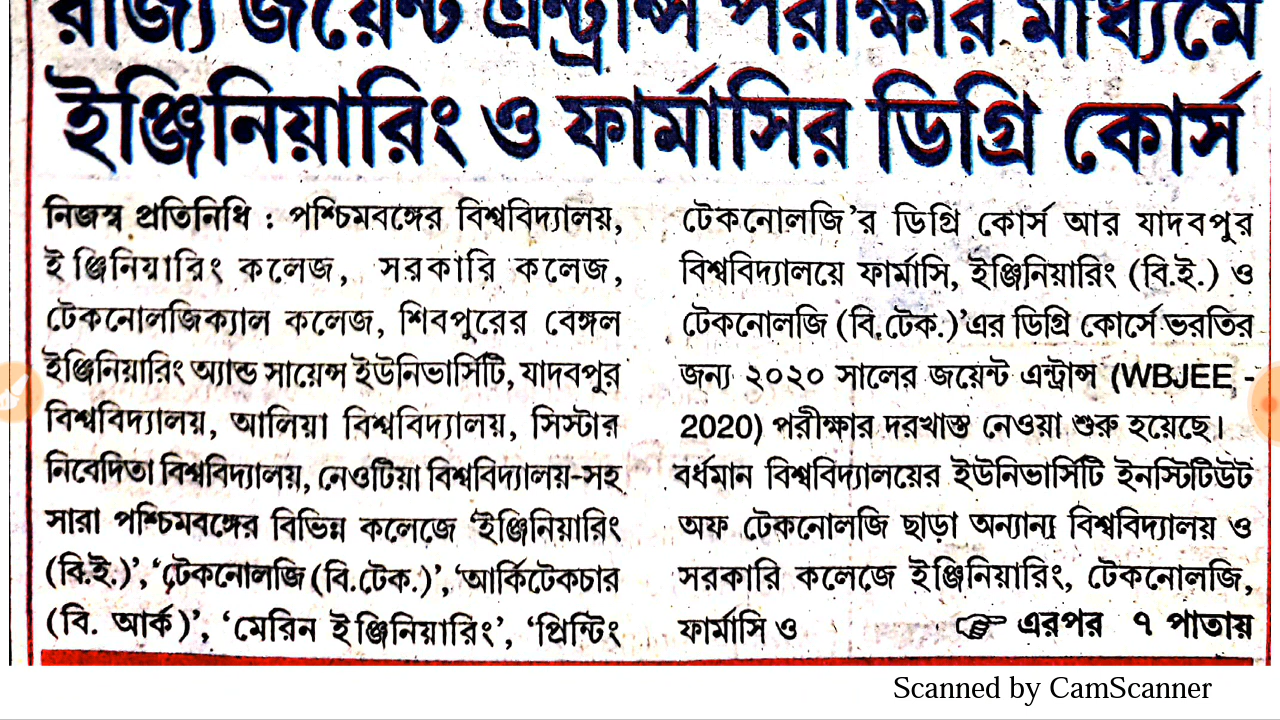 রাজ্য জয়েন্ট এন্ট্রান্স পরীক্ষার মাধ্যমে
ইঞ্জিনিয়ারিং ও ফার্মাসির ডিগ্রি কোর্স
নিজস্ব প্রতিনিধি : পশ্চিমবঙ্গের বিশ্ববিদ্যালয়,
ইঞ্জিনিয়ারিং কলেজ, সরকারি কলেজ,
টেকনোলজিক্যাল কলেজ, শিবপুরের বেঙ্গল
ইঞ্জিনিয়ারিং অ্যান্ড সায়েন্স ইউনিভার্সিটি, যাদবপুর
বিশ্ববিদ্যালয়, আলিয়া বিশ্ববিদ্যালয়, সিস্টার
নিবেদিতা বিশ্ববিদ্যালয়, নেওটিয়া বিশ্ববিদ্যালয়-সহ
সারা পশ্চিমবঙ্গের বিভিন্ন কলেজে ‘ইঞ্জিনিয়ারিং
(বি.ই.)’, ‘টেকনোলজি (বি.টেক.)’, ‘আর্কিটেকচার
(বি. আর্ক)’, ‘মেরিন ইঞ্জিনিয়ারিং’, ‘প্রিন্টিং
টেকনোলজি’র ডিগ্রি কোর্স আর যাদবপুর
বিশ্ববিদ্যালয়ে ফার্মাসি, ইঞ্জিনিয়ারিং (বি.ই.) ও
টেকনোলজি (বি.টেক.)’এর ডিগ্রি কোর্সে ভরতির
জন্য ২০২০ সালের জয়েন্ট এন্ট্রান্স (WBJEE -
2020) পরীক্ষার দরখাস্ত নেওয়া শুরু হয়েছে।
বর্ধমান বিশ্ববিদ্যালয়ের ইউনিভার্সিটি ইনস্টিটিউট
অফ টেকনোলজি ছাড়া অন্যান্য বিশ্ববিদ্যালয় ও
সরকারি কলেজে ইঞ্জিনিয়ারিং, টেকনোলজি,
ফার্মাসি ও ☞ এরপর ৭ পাতায়
Scanned by CamScanner